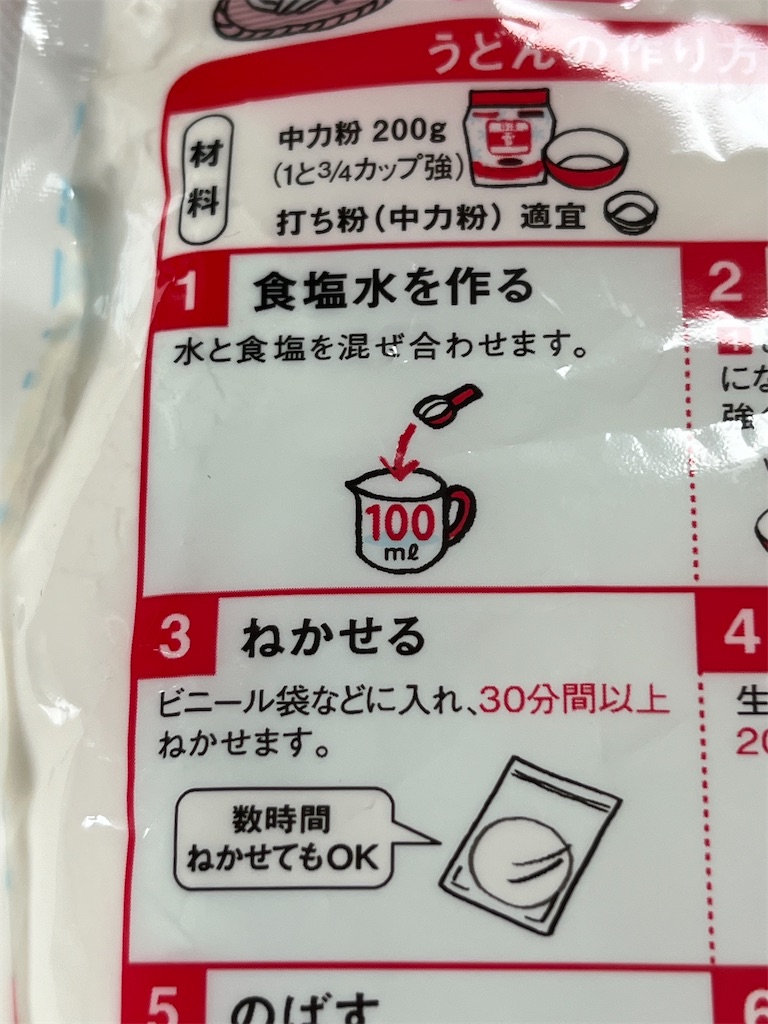 うどんの作り方
材料
中力粉 200g
(1と3/4カップ強)
打ち粉(中力粉) 適宜
1 食塩水を作る
水と食塩を混ぜ合わせます。
100
ml
2
1
にな
強
3 ねかせる
ビニール袋などに入れ、30分間以上
ねかせます。
数時間
ねかせてもOK
4
生
20
5 のばす
6